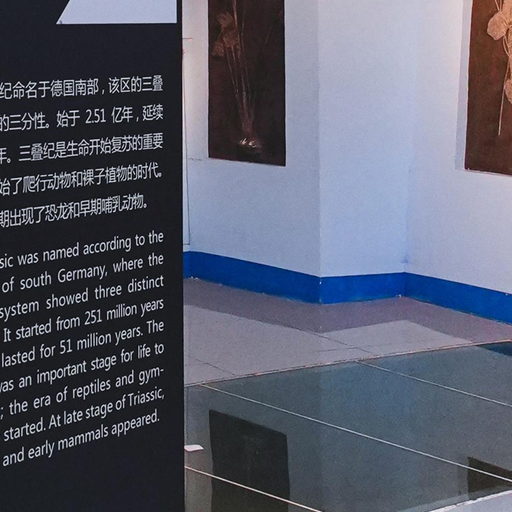 纪命名于德国南部，该区的三叠
的三分性。始于 2.51 亿年，延续
年。三叠纪是生命开始复苏的重要
始了爬行动物和裸子植物的时代。
期出现了恐龙和早期哺乳动物。
sic was named according to the
of south Germany, where the
system showed three distinct
It started from 251 million years
lasted for 51 million years. The
was an important stage for life to
; the era of reptiles and gym-
started. At late stage of Triassic,
and early mammals appeared.